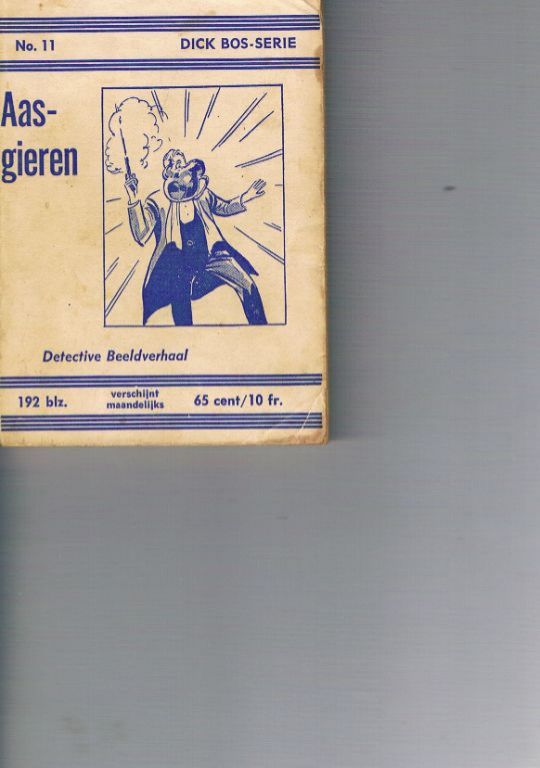 No. 11 DICK BOS-SERIE
Aas-
gieren
Detective Beeldverhaal
192 blz. verschijnt maandelijks 65 cent/10 fr.